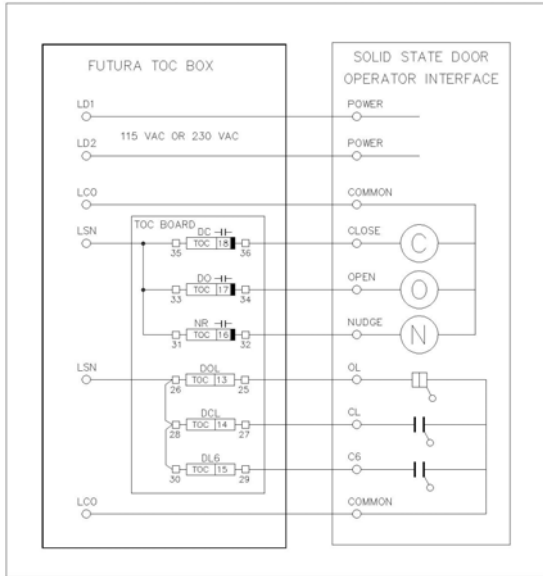 FUTURA TOC BOX
SOLID STATE DOOR
OPERATOR INTERFACE
LD1
POWER
LD2
115 VAC OR 230 VAC
POWER
LCO
COMMON
LSN
TOC BOARD
DC
TOC 18
35
36
CLOSE
C
DO
TOC 17
33
34
OPEN
O
NR
TOC 16
31
32
NUDGE
N
LSN
DOL
TOC 13
26
25
OL
DCL
TOC 14
28
27
CL
DL6
TOC 15
30
29
C6
LCO
COMMON